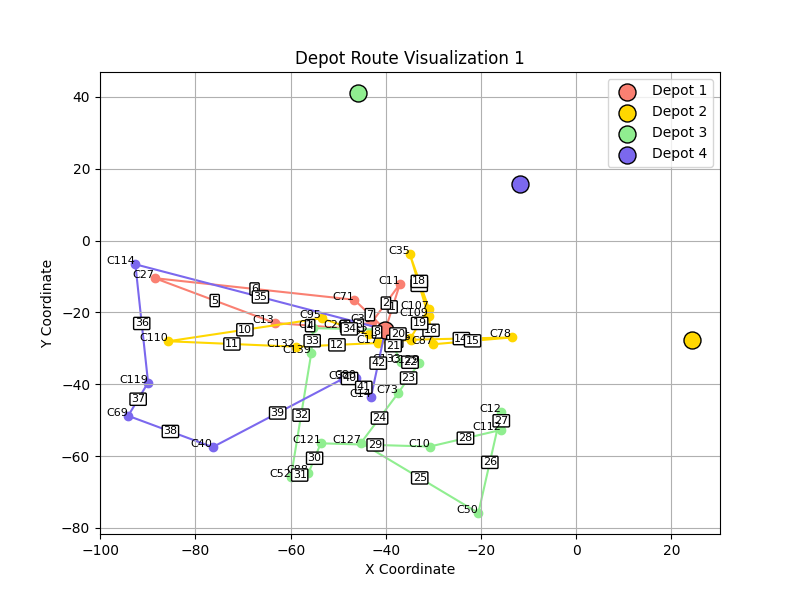 Depot Route Visualization 1
Depot 1
Depot 2
Depot 3
Depot 4
Y Coordinate
40
20
0
−20
−40
−60
−80
−100
−80
−60
−40
−20
0
20
X Coordinate
C35
C114
C27
C11
C71
C107
C109
C95
C13
C110
C132
C139
C17
C87
C78
C119
C73
C14
C69
C40
C121
C127
C10
C12
C112
C52
C50
18
6
35
5
2
7
36
10
34
19
16
20
33
11
12
15
21
42
22
40
23
41
37
39
32
24
27
38
28
29
30
26
31
25